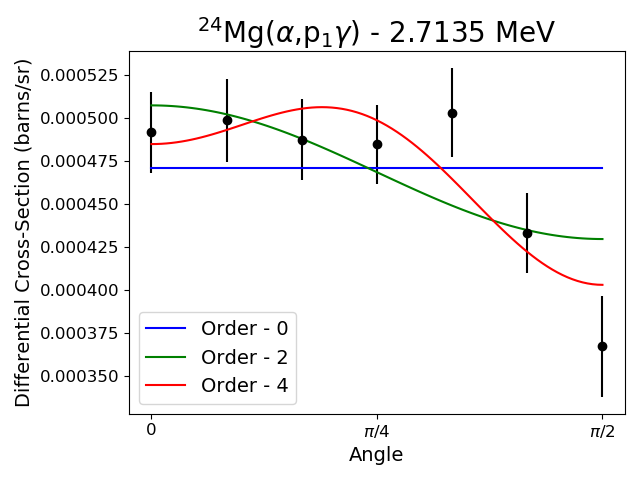 ²⁴Mg(α,p₁γ) - 2.7135 MeV
Differential Cross-Section (barns/sr)
0.000525
0.000500
0.000475
0.000450
0.000425
0.000400
0.000375
0.000350
Order - 0
Order - 2
Order - 4
0
π/4
π/2
Angle